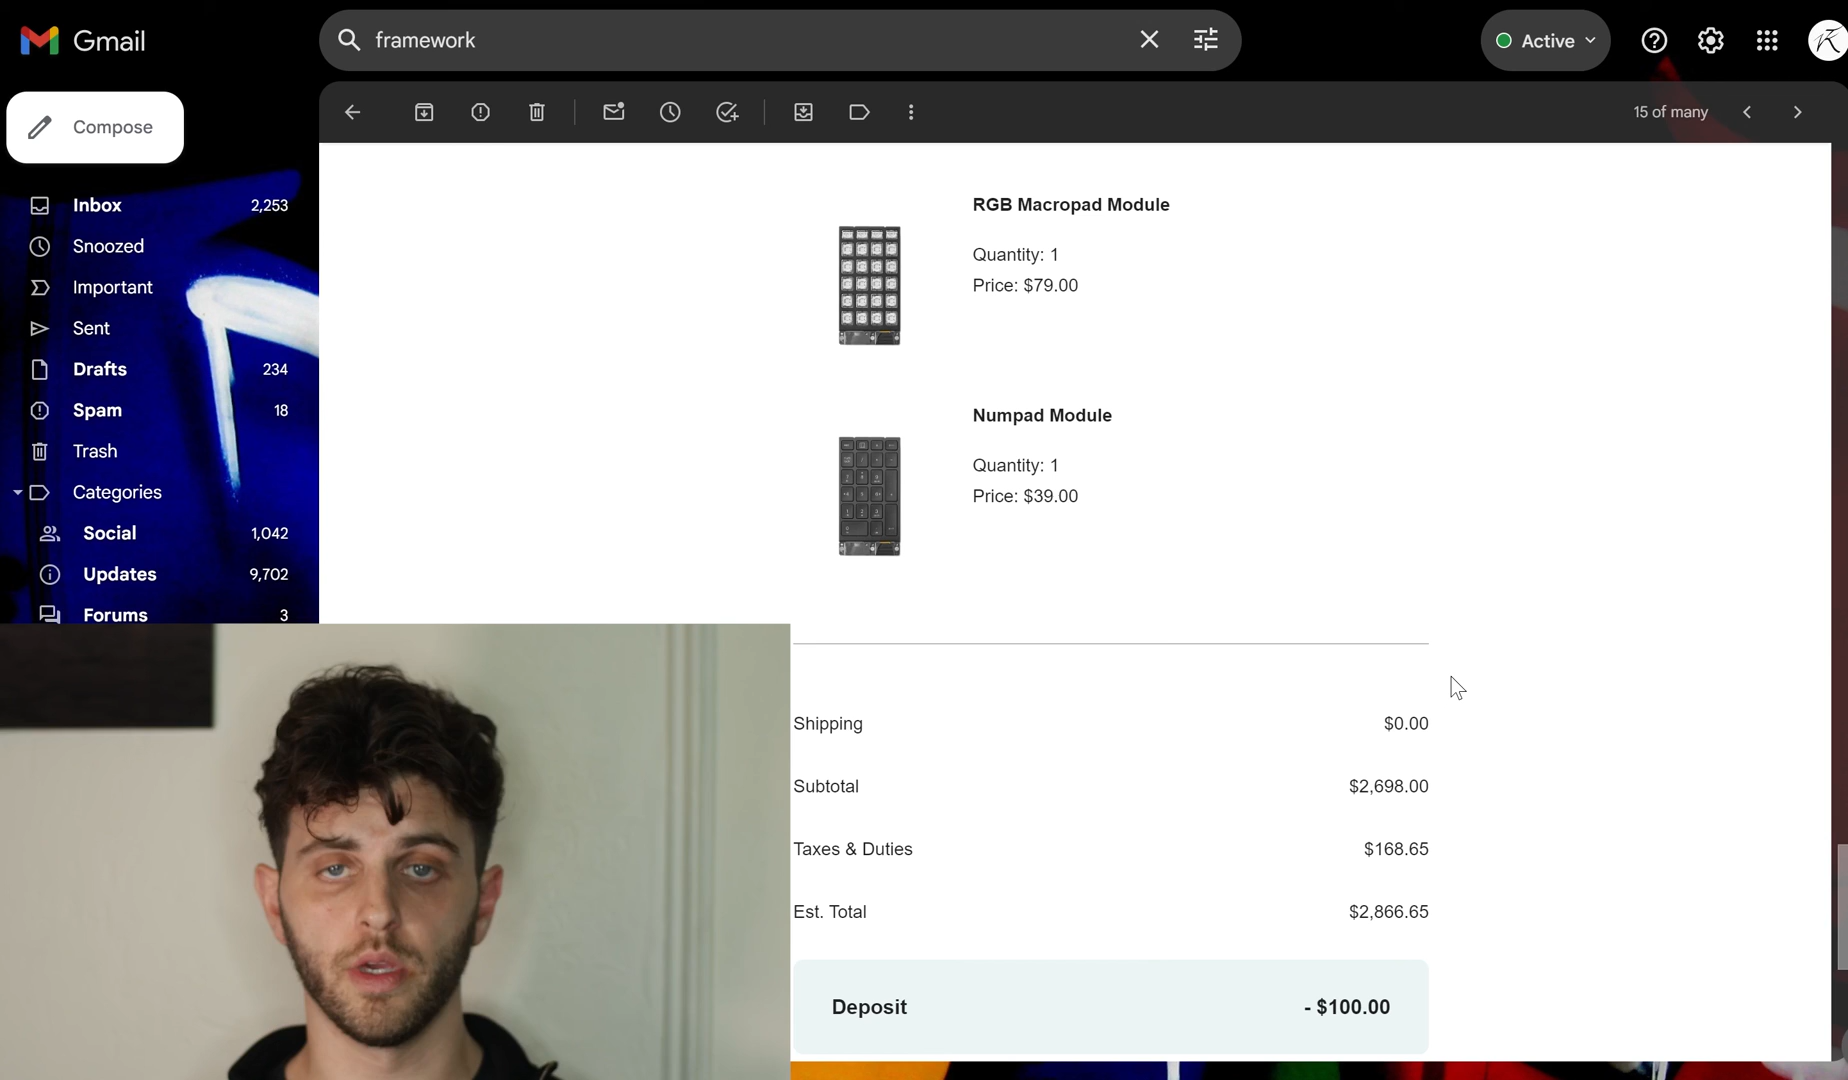 Gmail
framework
Active
Compose
15 of many
Inbox 2,253
Snoozed
Important
Sent
Drafts 234
Spam 18
Trash
Categories
Social 1,042
Updates 9,702
Forums 3
RGB Macropad Module
Quantity: 1
Price: $79.00
Numpad Module
Quantity: 1
Price: $39.00
Shipping $0.00
Subtotal $2,698.00
Taxes & Duties $168.65
Est. Total $2,866.65
Deposit - $100.00